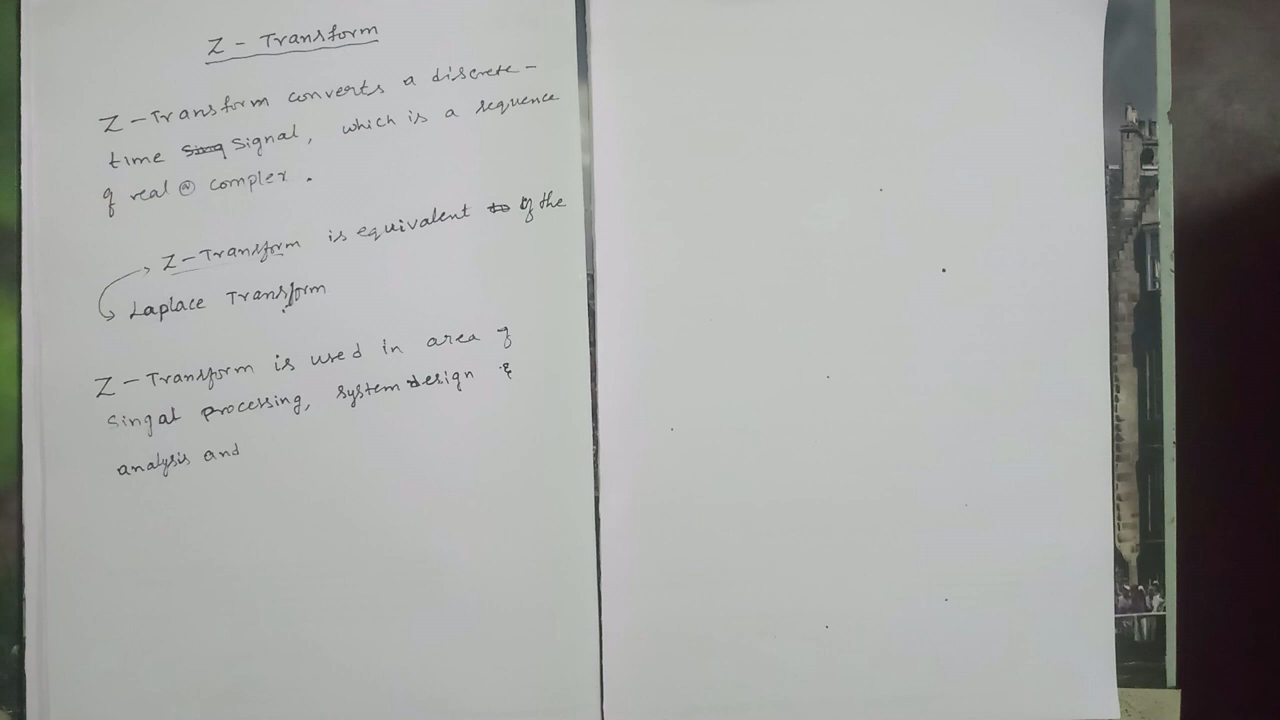 Z - Transform
Z - Transform converts a discrete -
time Signal, which is a sequence
of real or complex .
Z - Transform is equivalent of the
Laplace Transform
Z - Transform is used in area of
Singal processing, system design &
analysis and